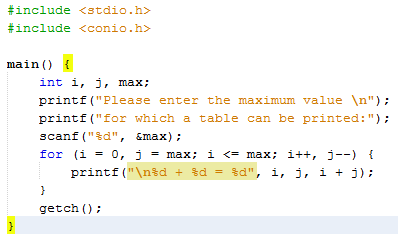 #include <stdio.h>
#include <conio.h>
main() {
int i, j, max;
printf("Please enter the maximum value \n");
printf("for which a table can be printed:");
scanf("%d", &max);
for (i = 0, j = max; i <= max; i++, j--) {
printf("\n%d + %d = %d", i, j, i + j);
}
getch();
}